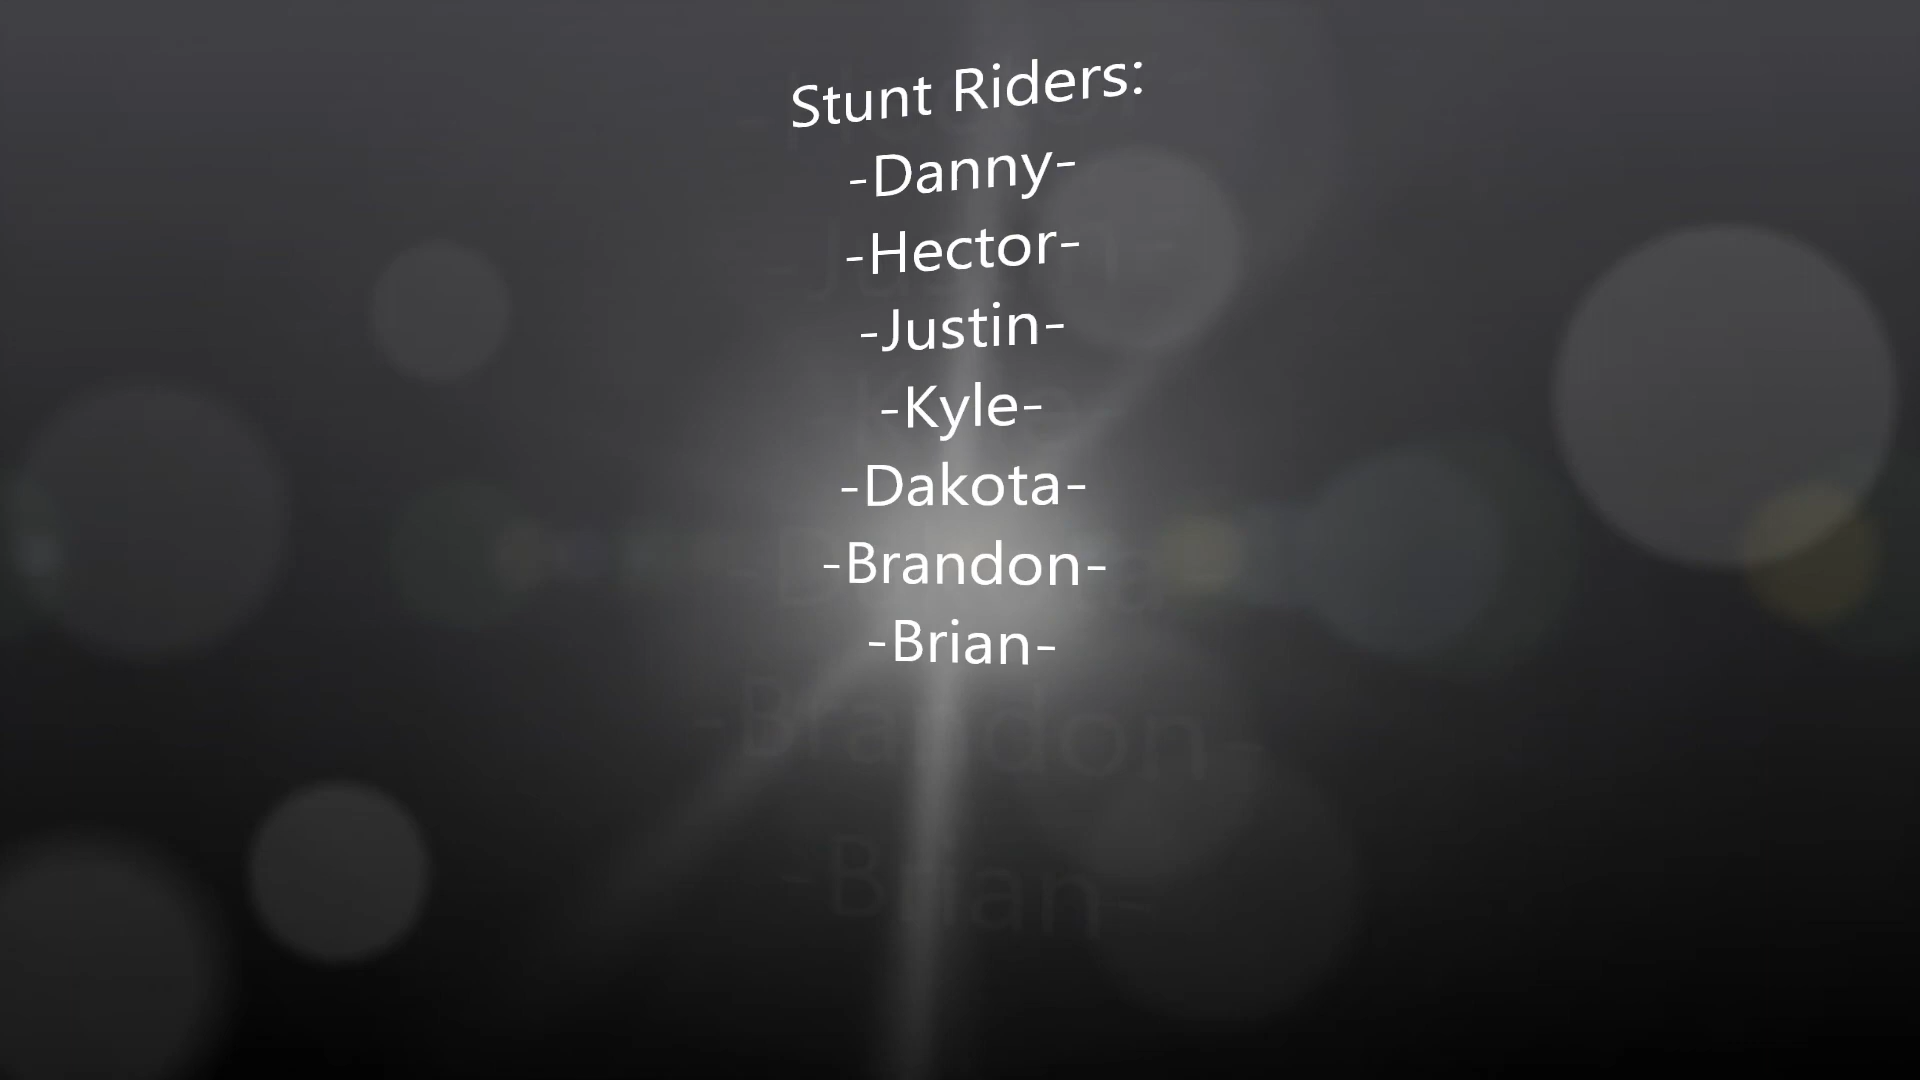 Stunt Riders:
-Danny-
-Hector-
-Justin-
-Kyle-
-Dakota-
-Brandon-
-Brian-